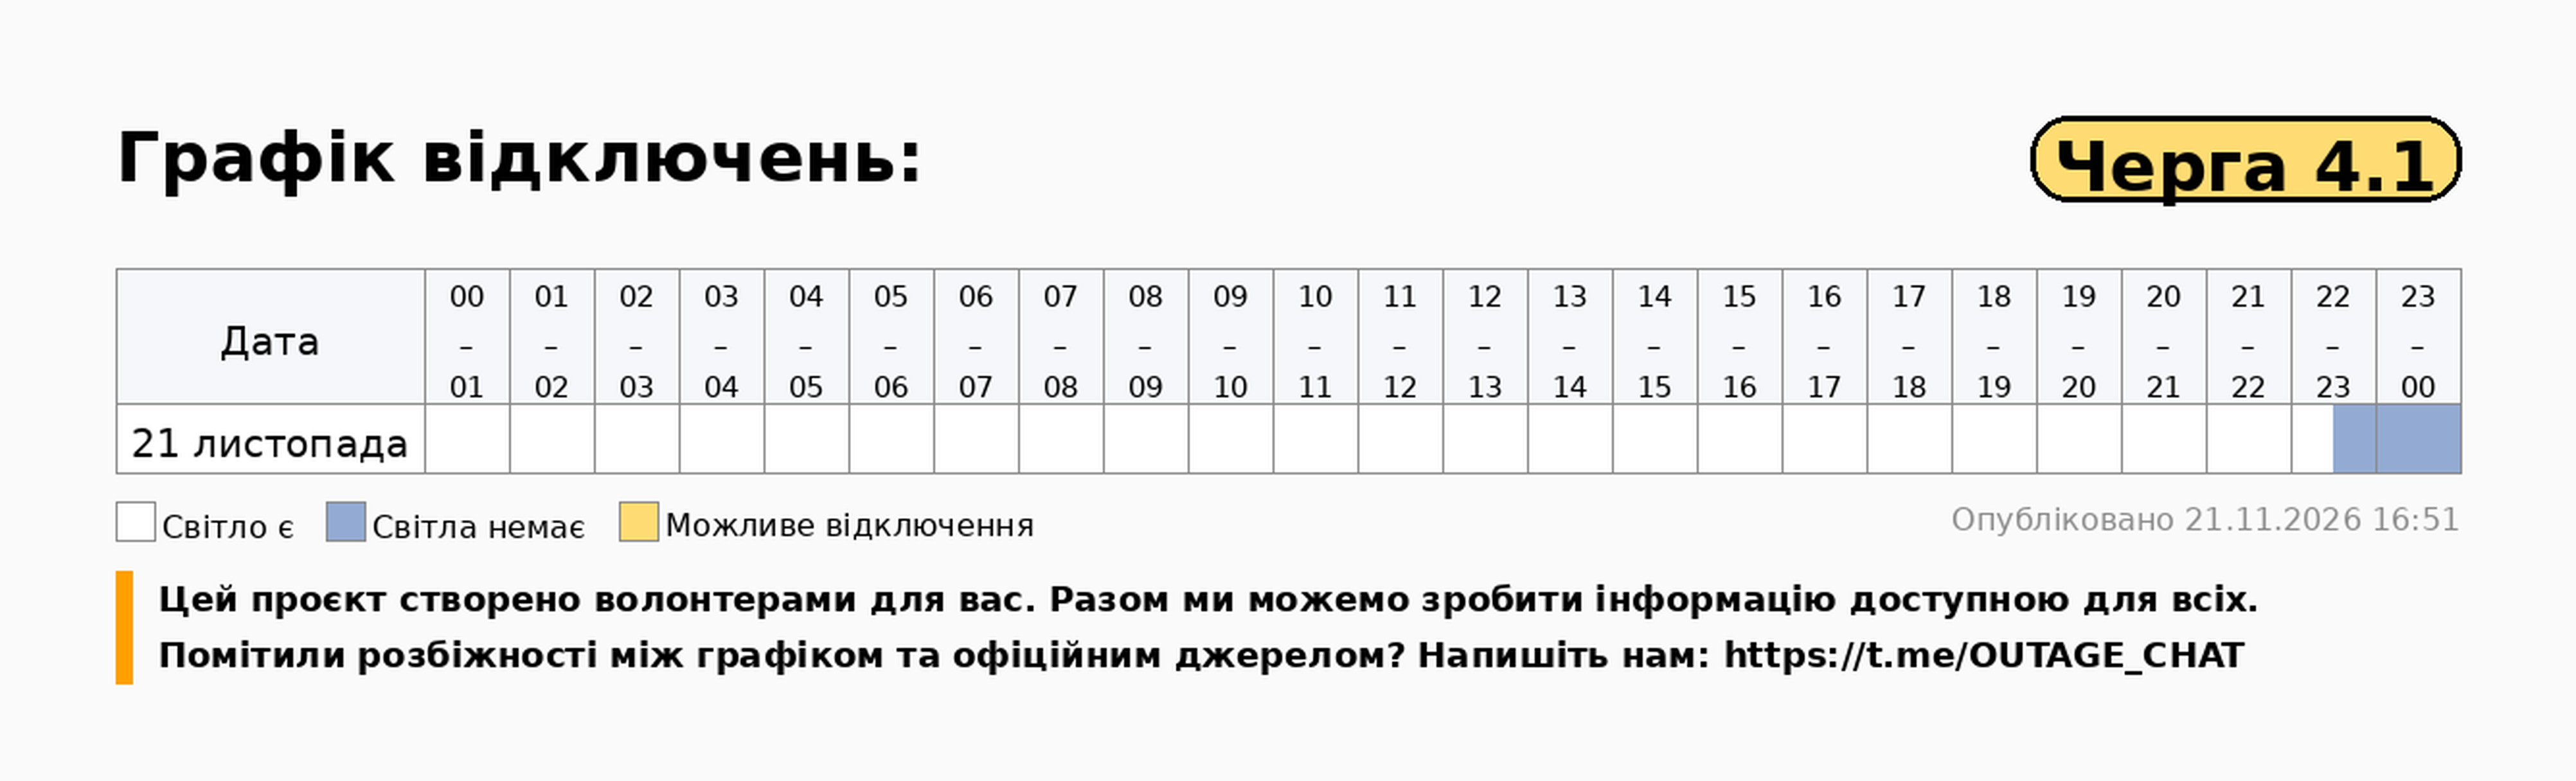 Графік відключень:
Черга 4.1
Дата
00 – 01
01 – 02
02 – 03
03 – 04
04 – 05
05 – 06
06 – 07
07 – 08
08 – 09
09 – 10
10 – 11
11 – 12
12 – 13
13 – 14
14 – 15
15 – 16
16 – 17
17 – 18
18 – 19
19 – 20
20 – 21
21 – 22
22 – 23
23 – 00
21 листопада
Світло є
Світла немає
Можливе відключення
Опубліковано 21.11.2026 16:51
Цей проєкт створено волонтерами для вас. Разом ми можемо зробити інформацію доступною для всіх.
Помітили розбіжності між графіком та офіційним джерелом? Напишіть нам: https://t.me/OUTAGE_CHAT